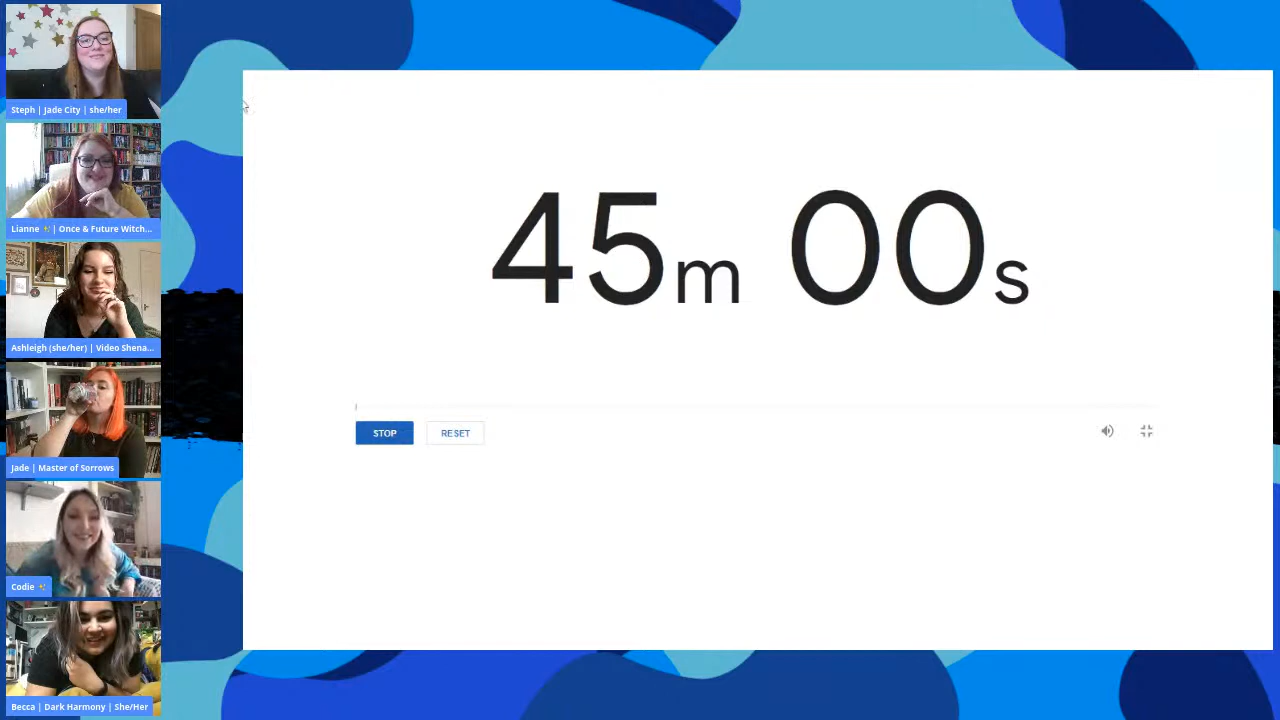 Steph | Jade City | she/her
Lianne ✨ | Once & Future Witch...
Ashleigh (she/her) | Video Shena...
Jade | Master of Sorrows
Codie ✨
Becca | Dark Harmony | She/Her
45m 00s
STOP
RESET